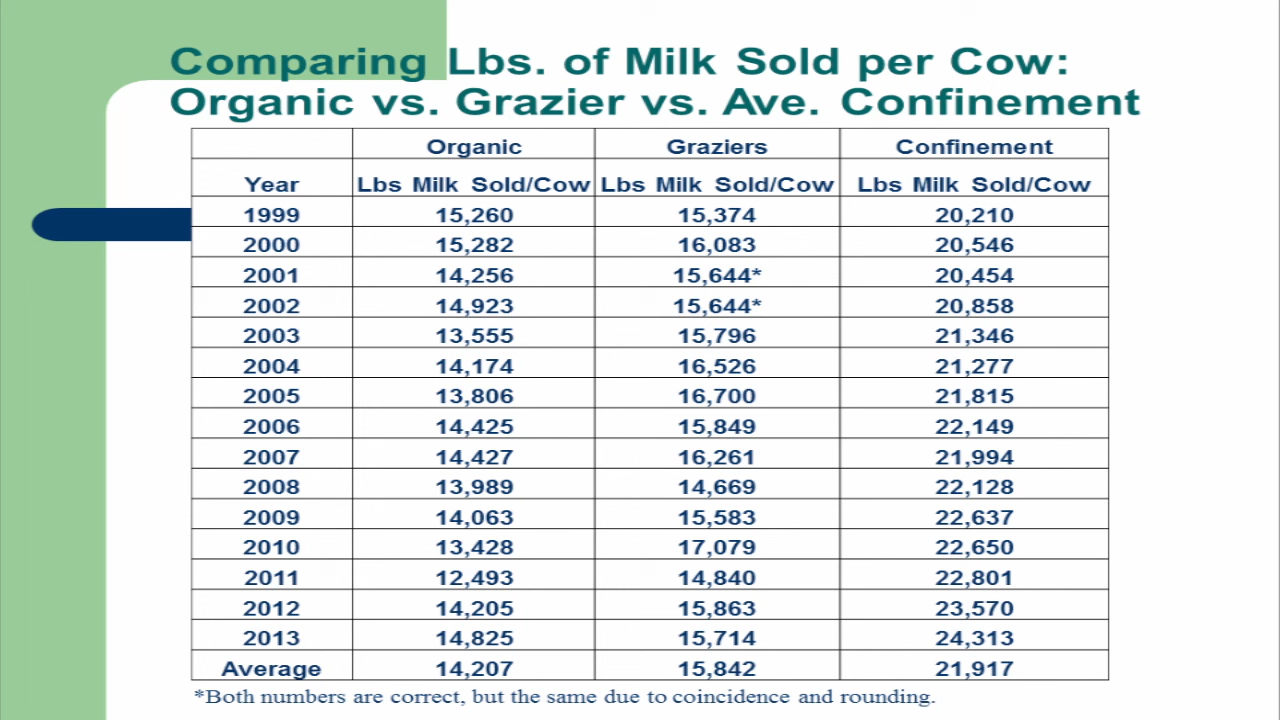 Comparing Lbs. of Milk Sold per Cow:
Organic vs. Grazier vs. Ave. Confinement
Organic Graziers Confinement
Year Lbs Milk Sold/Cow Lbs Milk Sold/Cow Lbs Milk Sold/Cow
1999 15,260 15,374 20,210
2000 15,282 16,083 20,546
2001 14,256 15,644* 20,454
2002 14,923 15,644* 20,858
2003 13,555 15,796 21,346
2004 14,174 16,526 21,277
2005 13,806 16,700 21,815
2006 14,425 15,849 22,149
2007 14,427 16,261 21,994
2008 13,989 14,669 22,128
2009 14,063 15,583 22,637
2010 13,428 17,079 22,650
2011 12,493 14,840 22,801
2012 14,205 15,863 23,570
2013 14,825 15,714 24,313
Average 14,207 15,842 21,917
*Both numbers are correct, but the same due to coincidence and rounding.